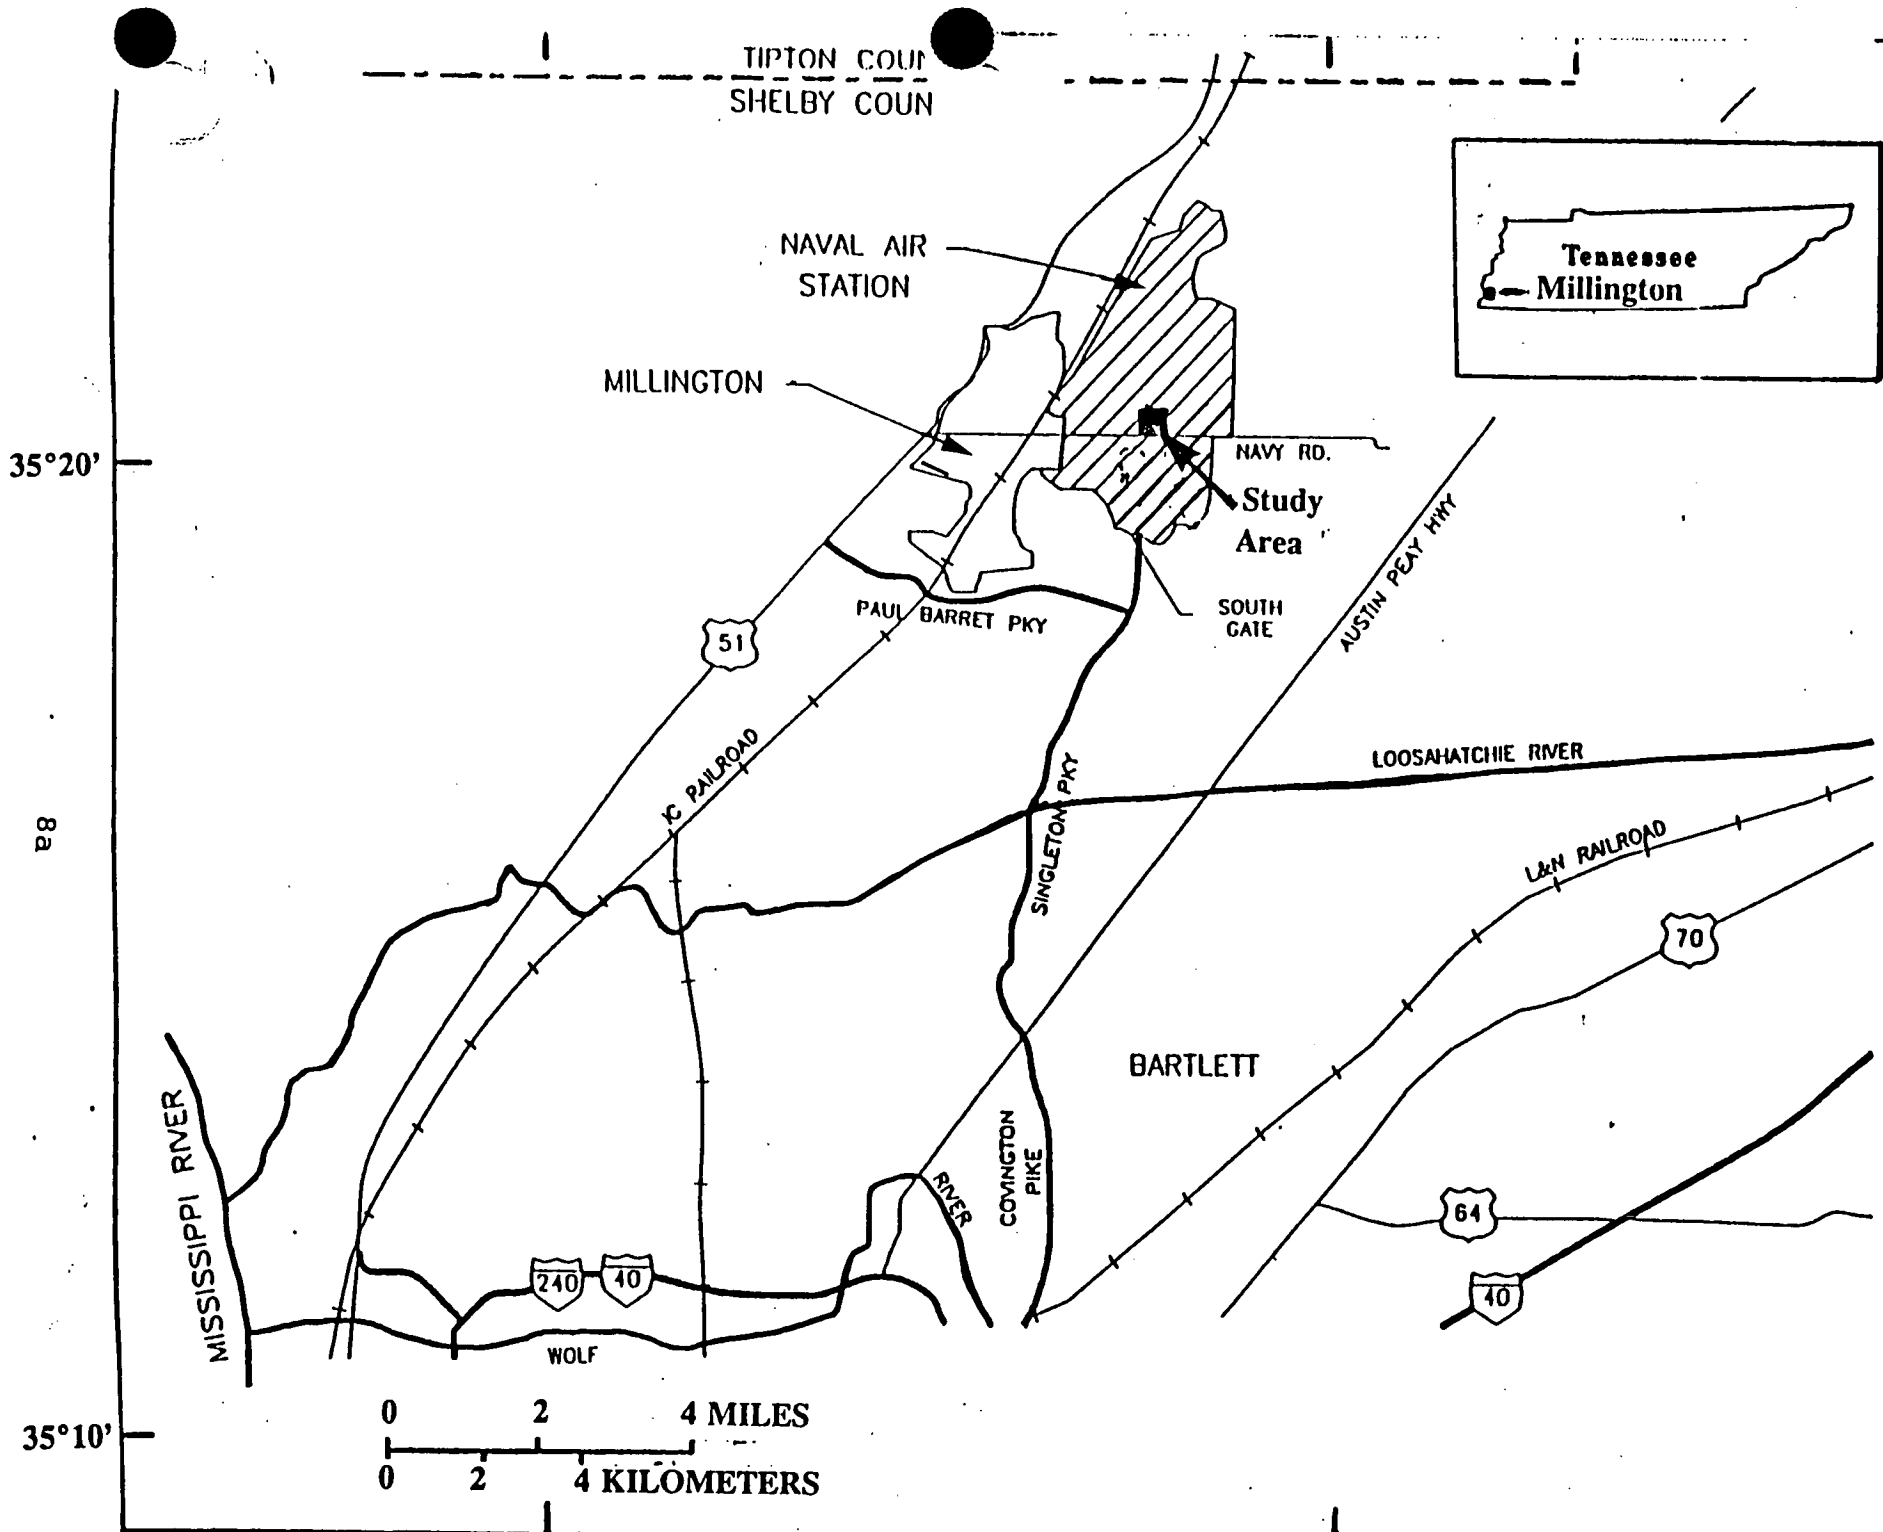 TIPTON COUN
SHELBY COUN
NAVAL AIR
STATION
Tennessee
Millington
MILLINGTON
35°20'
NAVY RD.
Study
Area
AUSTIN PEAY HWY
SOUTH
GATE
PAUL BARRET PKY
51
IC PAILROAD
LOOSAHATCHIE RIVER
SINGLETON PKY
L&N RAILROAD
8a
70
BARTLETT
MISSISSIPPI RIVER
COVINGTON
PIKE
RIVER
64
240
40
40
WOLF
35°10'
0 2 4 MILES
0 2 4 KILOMETERS